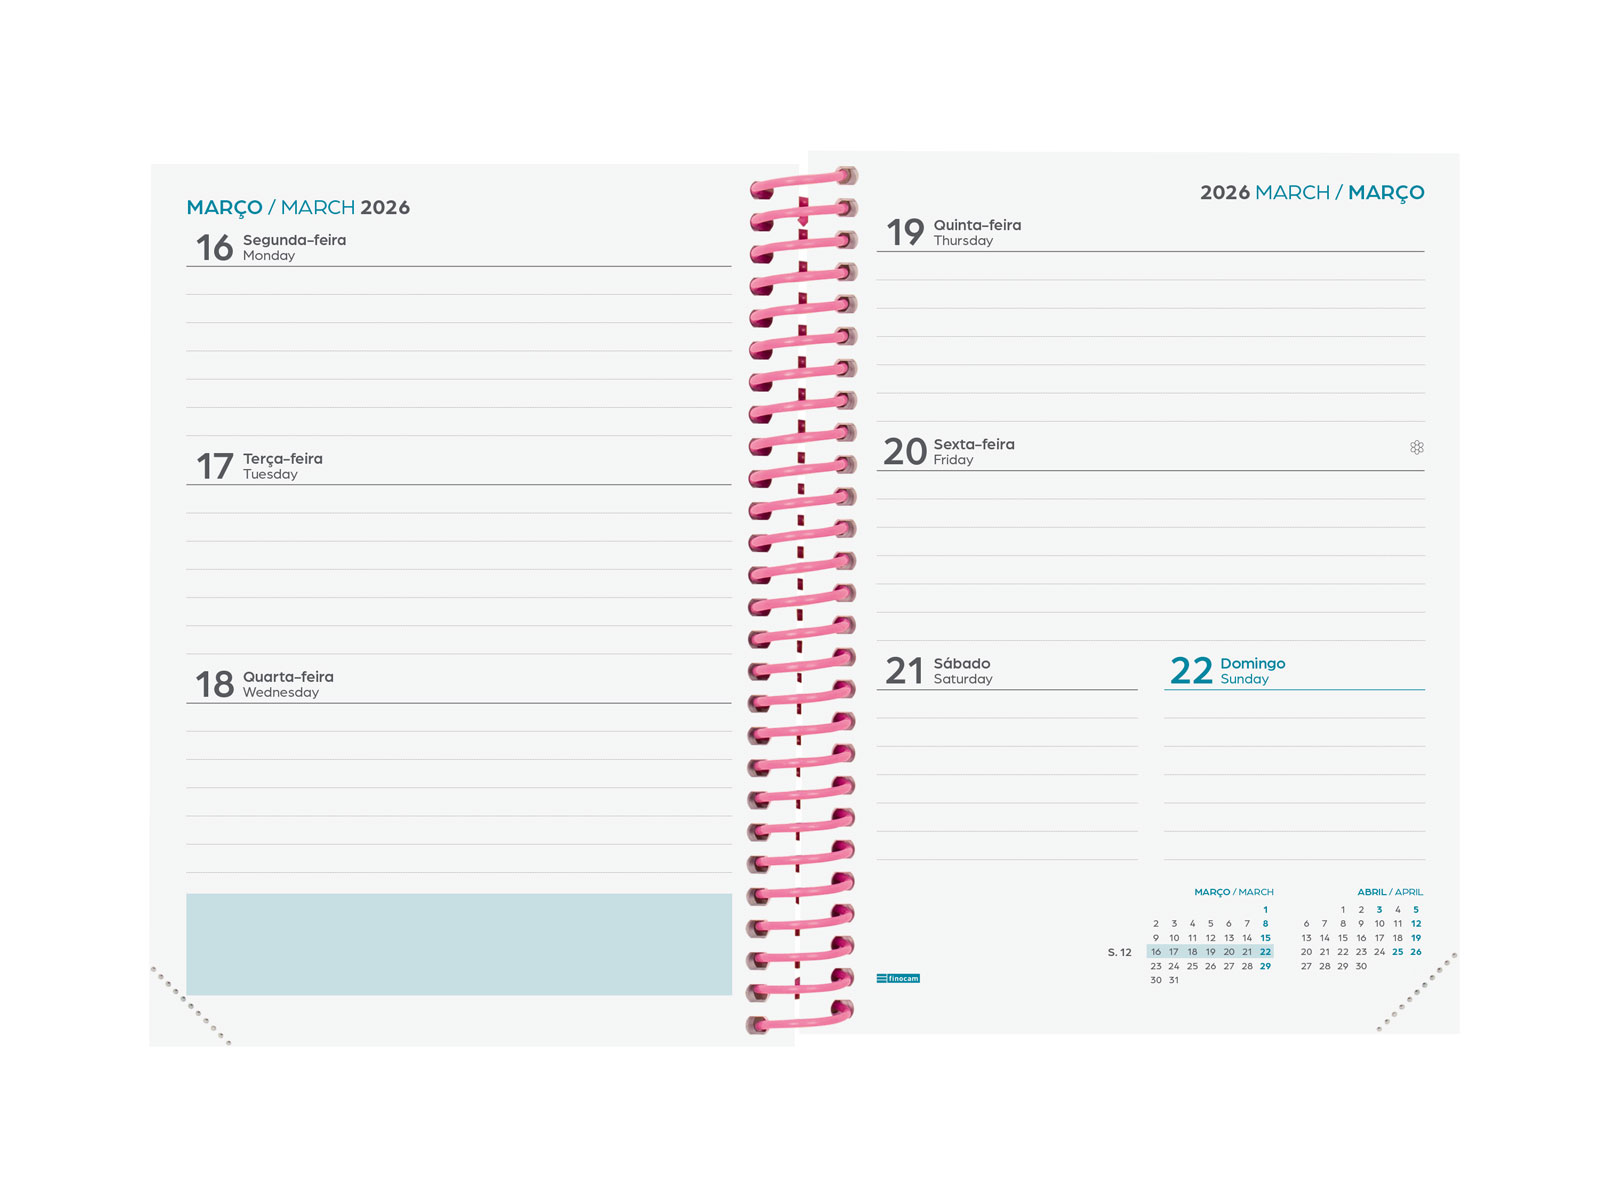 MARÇO / MARCH 2026
16 Segunda-feira
Monday
17 Terça-feira
Tuesday
18 Quarta-feira
Wednesday
2026 MARCH / MARÇO
19 Quinta-feira
Thursday
20 Sexta-feira
Friday
21 Sábado
Saturday
22 Domingo
Sunday
MARÇO / MARCH
1
2 3 4 5 6 7 8
9 10 11 12 13 14 15
S. 12 16 17 18 19 20 21 22
23 24 25 26 27 28 29
30 31
ABRIL / APRIL
1 2 3 4 5
6 7 8 9 10 11 12
13 14 15 16 17 18 19
20 21 22 23 24 25 26
27 28 29 30
finocam